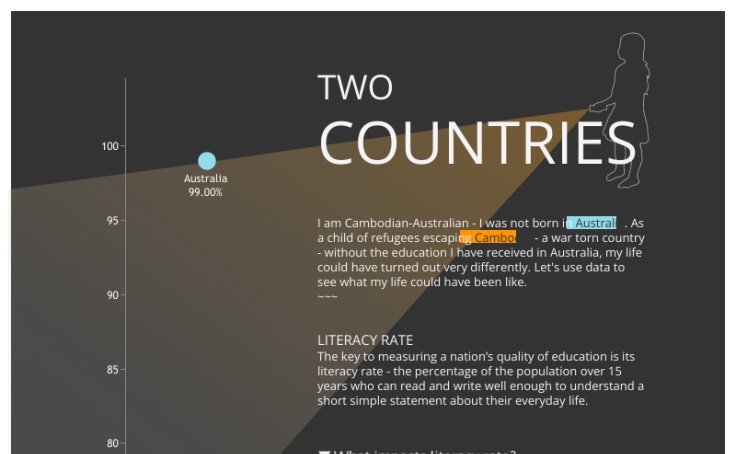 TWO
COUNTRIES
100
Australia
99.00%
95
90
85
80
I am Cambodian-Australian - I was not born in Austral . As
a child of refugees escaping Cambo - a war torn country
- without the education I have received in Australia, my life
could have turned out very differently. Let's use data to
see what my life could have been like.
~~~
LITERACY RATE
The key to measuring a nation's quality of education is its
literacy rate - the percentage of the population over 15
years who can read and write well enough to understand a
short simple statement about their everyday life.
▼What impacts literacy rate?